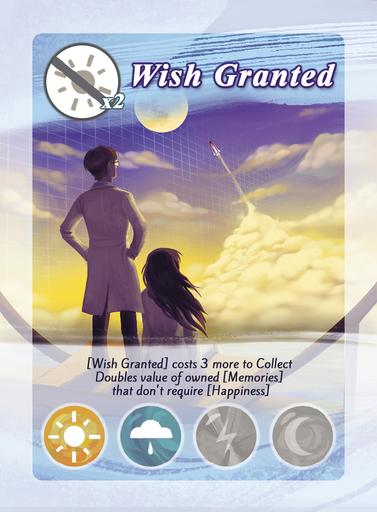 Wish Granted
x2
[Wish Granted] costs 3 more to Collect
Doubles value of owned [Memories]
that don't require [Happiness]